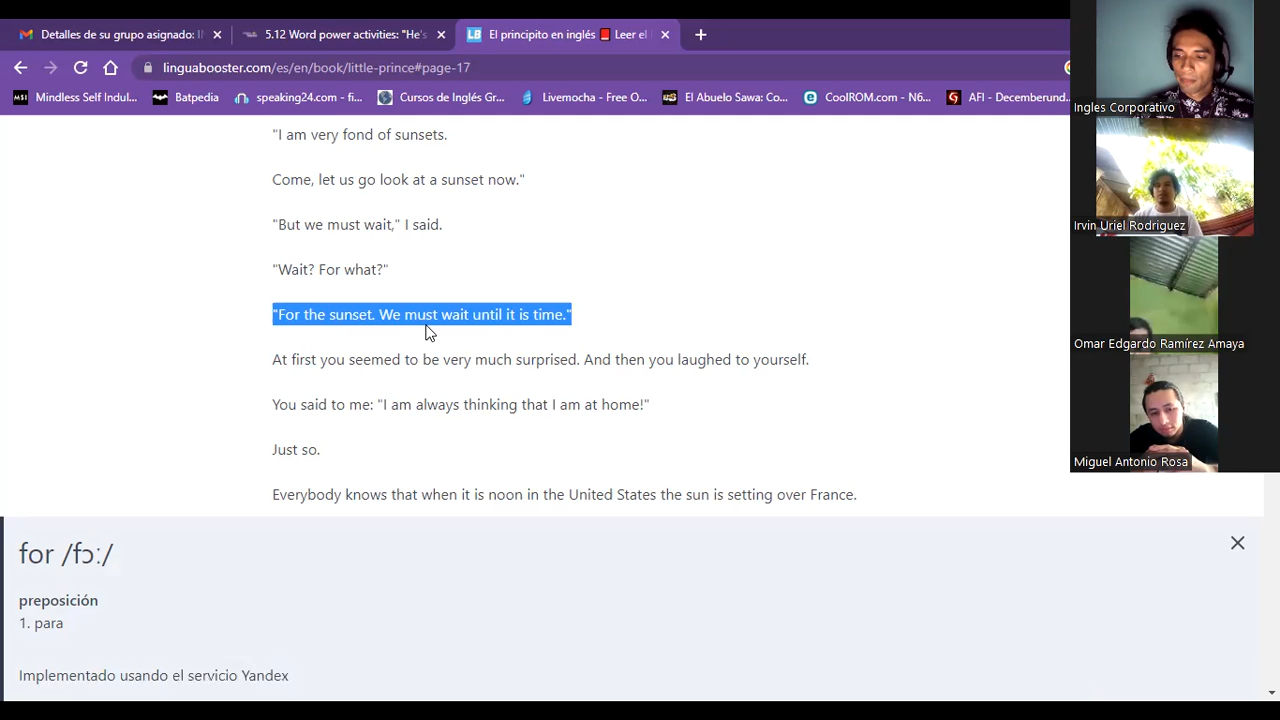 Detalles de su grupo asignado: I
5.12 Word power activities: "He's
El principito en inglés 📕 Leer el
linguabooster.com/es/en/book/little-prince#page-17
Mindless Self Indul...
Batpedia
speaking24.com - fi...
Cursos de Inglés Gr...
Livemocha - Free O...
El Abuelo Sawa: Co...
CoolROM.com - N6...
AFI - Decemberund...
"I am very fond of sunsets.
Come, let us go look at a sunset now."
"But we must wait," I said.
"Wait? For what?"
"For the sunset. We must wait until it is time."
At first you seemed to be very much surprised. And then you laughed to yourself.
You said to me: "I am always thinking that I am at home!"
Just so.
Everybody knows that when it is noon in the United States the sun is setting over France.
for /fɔː/
preposición
1. para
Implementado usando el servicio Yandex
Ingles Corporativo
Irvin Uriel Rodriguez
Omar Edgardo Ramírez Amaya
Miguel Antonio Rosa